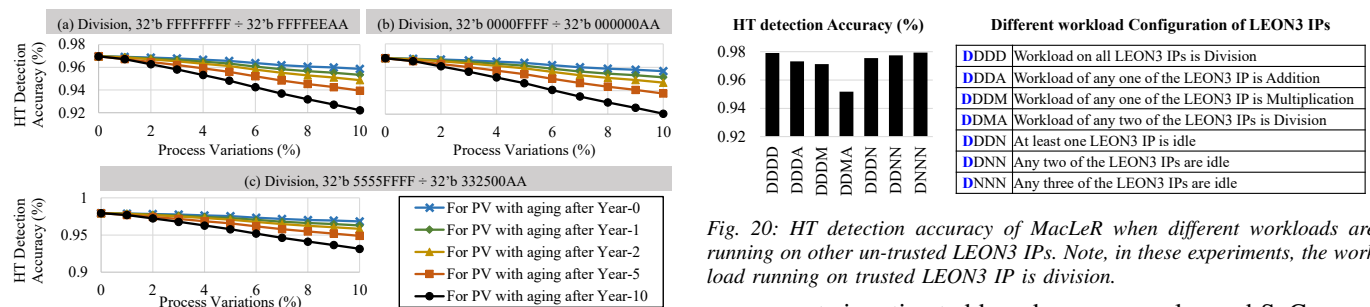 (a) Division, 32'b FFFFFFFF ÷ 32'b FFFFEEAA
HT Detection
Accuracy (%)
0.98
0.96
0.94
0.92
0 2 4 6 8 10
Process Variations (%)
(b) Division, 32'b 0000FFFF ÷ 32'b 000000AA
0.98
0.96
0.94
0.92
0 2 4 6 8 10
Process Variations (%)
(c) Division, 32'b 5555FFFF ÷ 32'b 332500AA
HT Detection
Accuracy (%)
1
0.95
0.9
0 2 4 6 8 10
Process Variations (%)
For PV with aging after Year-0
For PV with aging after Year-1
For PV with aging after Year-2
For PV with aging after Year-5
For PV with aging after Year-10
HT detection Accuracy (%)
0.98
0.96
0.94
0.92
DDDD
DDDA
DDDM
DDMA
DDDN
DDNN
DNNN
Different workload Configuration of LEON3 IPs
DDDD Workload on all LEON3 IPs is Division
DDDA Workload of any one of the LEON3 IP is Addition
DDDM Workload of any one of the LEON3 IP is Multiplication
DDMA Workload of any two of the LEON3 IPs is Division
DDDN At least one LEON3 IP is idle
DDNN Any two of the LEON3 IPs are idle
DNNN Any three of the LEON3 IPs are idle
Fig. 20: HT detection accuracy of MacLeR when different workloads are
running on other un-trusted LEON3 IPs. Note, in these experiments, the work-
load running on trusted LEON3 IP is division.